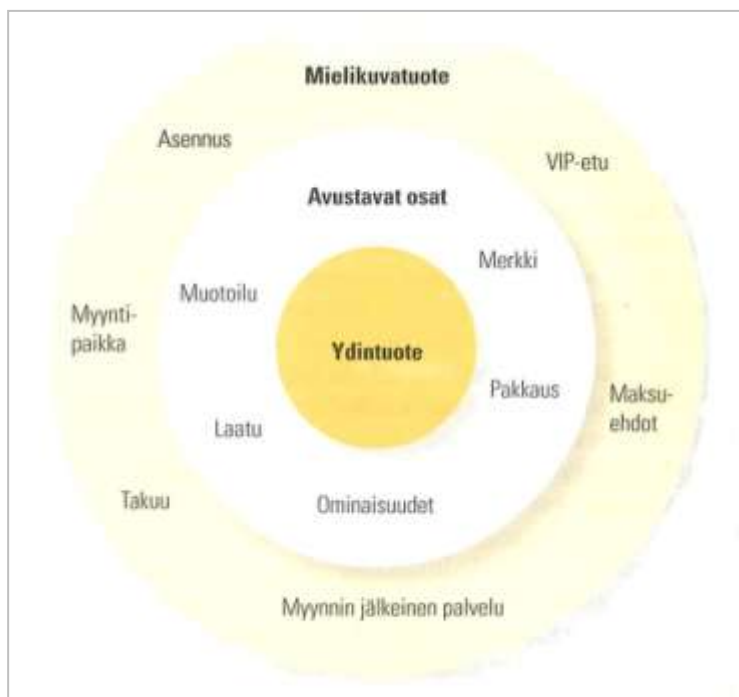 Mielikuvatuote
Asennus
VIP-etu
Avustavat osat
Merkki
Muotoilu
Myynti-
paikka
Ydintuote
Pakkaus
Maksu-
ehdot
Laatu
Takuu
Ominaisuudet
Myynnin jälkeinen palvelu